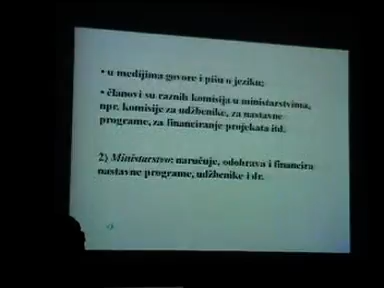 • u medijima govore i pišu o jeziku;
• članovi su raznih komisija u ministarstvima,
npr. komisije za udžbenike, za nastavne
programe, za financiranje projekata itd.
2) Ministarstvo: naručuje, odobrava i financira
nastavne programe, udžbenike i dr.